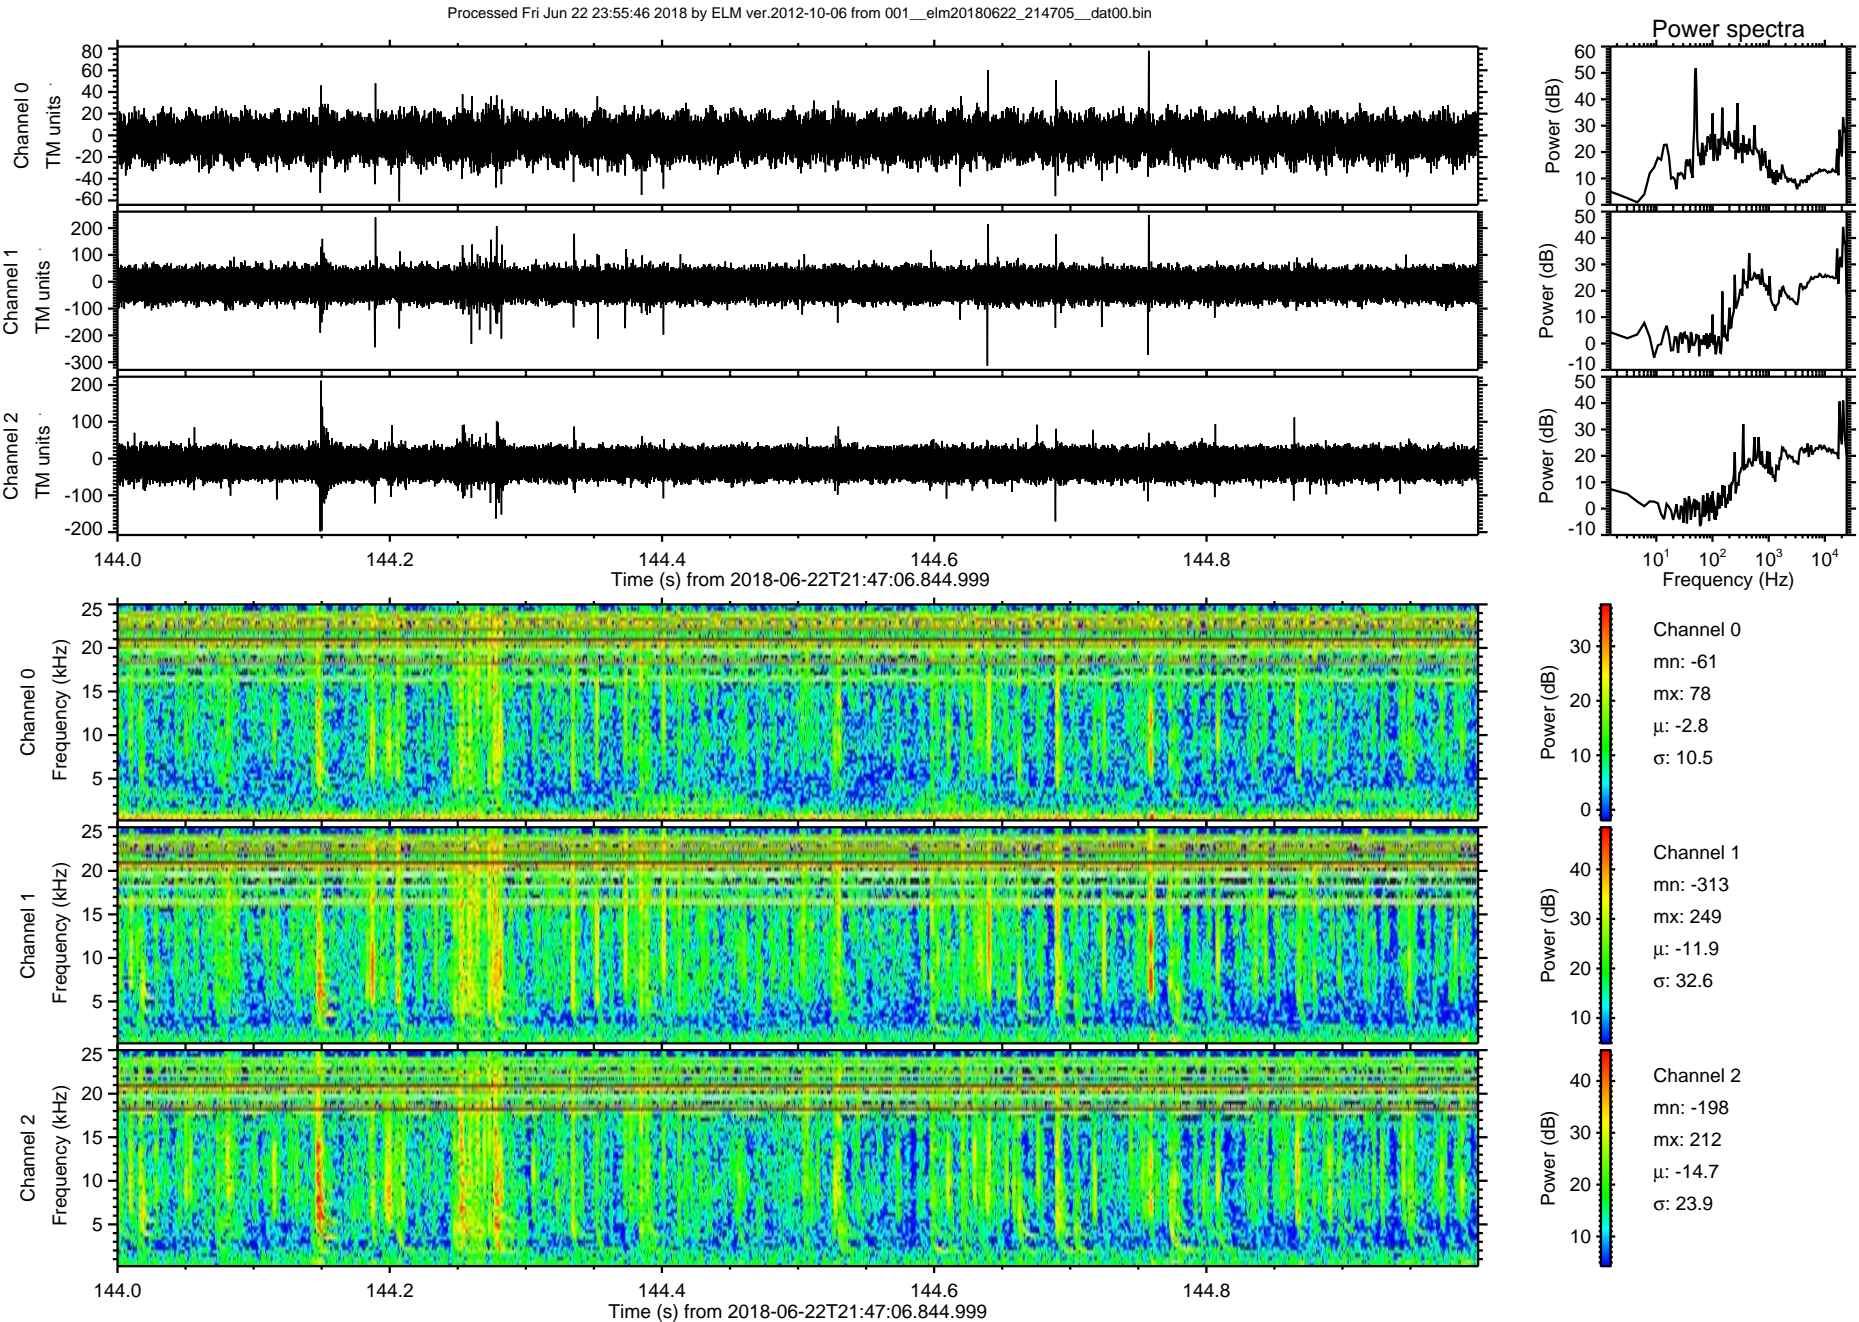 Processed Fri Jun 22 23:55:46 2018 by ELM ver.2012-10-06 from 001__elm20180622_214705__dat00.bin
Power spectra
Channel 0
TM units
80
60
40
20
0
-20
-40
-60
Power (dB)
60
50
40
30
20
10
0
Channel 1
TM units
200
100
0
-100
-200
-300
Power (dB)
50
40
30
20
10
0
-10
Channel 2
TM units
200
100
0
-100
-200
Power (dB)
50
40
30
20
10
0
-10
144.0 144.2 144.4 144.6 144.8
Time (s) from 2018-06-22T21:47:06.844.999
10¹ 10² 10³ 10⁴
Frequency (Hz)
Channel 0
Frequency (kHz)
25
20
15
10
5
Power (dB)
30
20
10
0
Channel 0
mn: -61
mx: 78
μ: -2.8
σ: 10.5
Channel 1
Frequency (kHz)
25
20
15
10
5
Power (dB)
40
30
20
10
Channel 1
mn: -313
mx: 249
μ: -11.9
σ: 32.6
Channel 2
Frequency (kHz)
25
20
15
10
5
Power (dB)
40
30
20
10
Channel 2
mn: -198
mx: 212
μ: -14.7
σ: 23.9
144.0 144.2 144.4 144.6 144.8
Time (s) from 2018-06-22T21:47:06.844.999